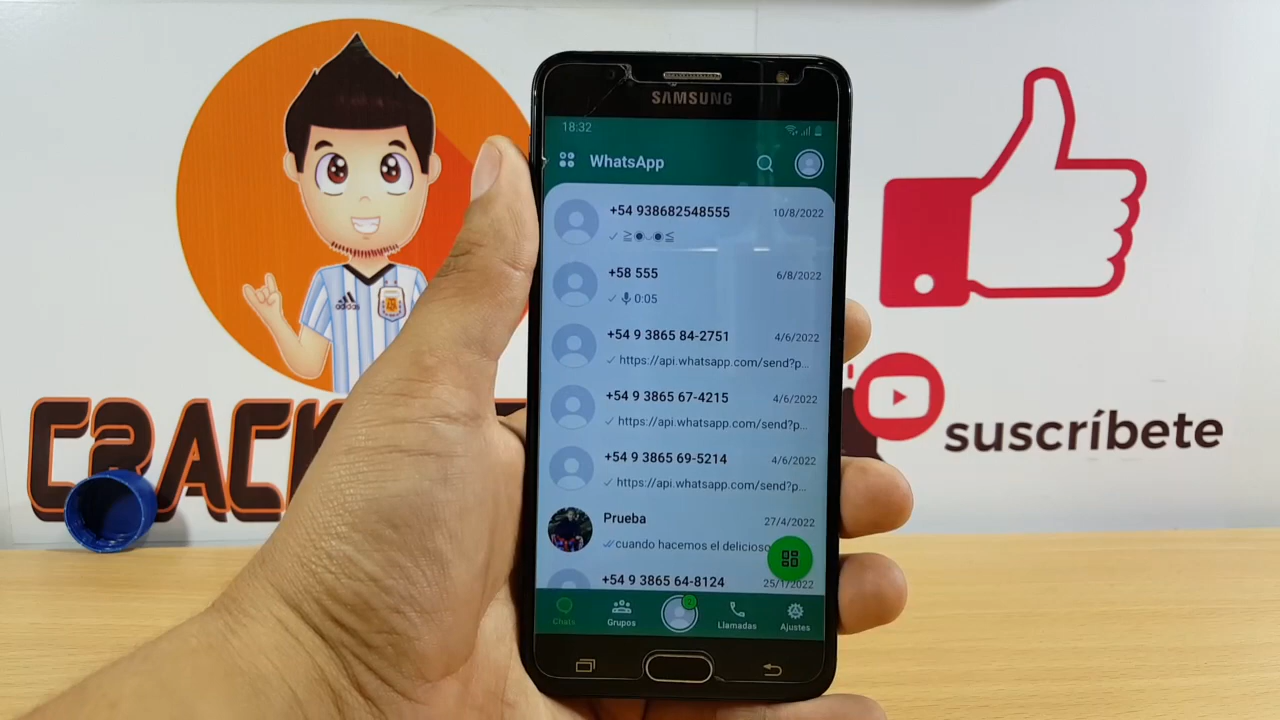 SAMSUNG
18:32
WhatsApp
+54 938682548555 10/8/2022
✓ ≧◉◡◉≦
+58 555 6/8/2022
✓ 0:05
+54 9 3865 84-2751 4/6/2022
✓ https://api.whatsapp.com/send?p...
+54 9 3865 67-4215 4/6/2022
✓ https://api.whatsapp.com/send?p...
+54 9 3865 69-5214 4/6/2022
✓ https://api.whatsapp.com/send?p...
Prueba 27/4/2022
cuando hacemos el delicioso
+54 9 3865 64-8124 25/1/2022
Chats Grupos Llamadas Ajustes
adidas
suscríbete